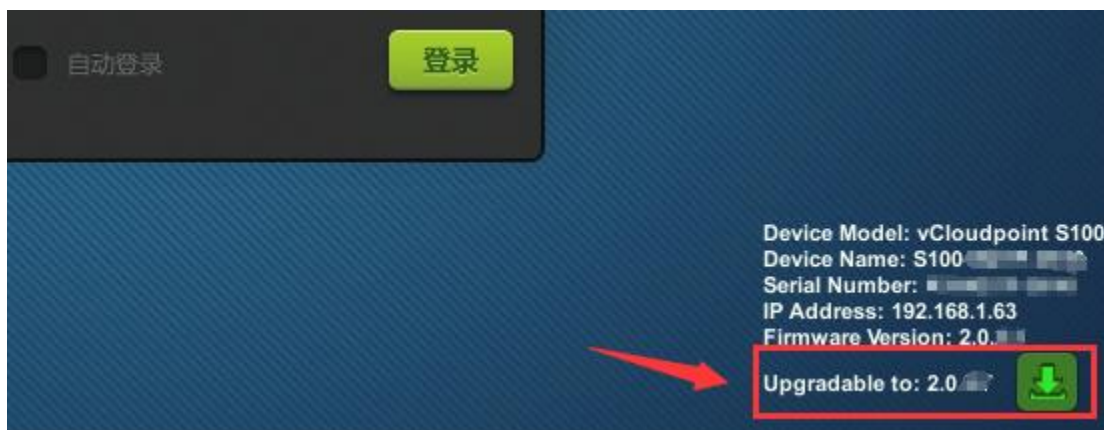 自动登录
登录
Device Model: vCloudpoint S100
Device Name: S100
Serial Number:
IP Address: 192.168.1.63
Firmware Version: 2.0.
Upgradable to: 2.0